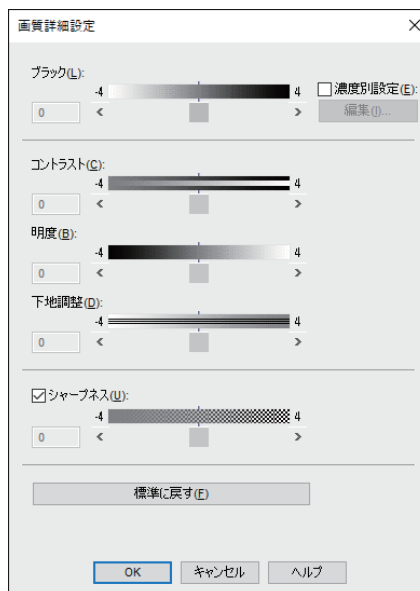 画質詳細設定
ブラック(L):
-4 4
0
濃度別設定(E):
編集(I)...
コントラスト(C):
-4 4
0
明度(B):
-4 4
0
下地調整(D):
-4 4
0
シャープネス(U):
-4 4
0
標準に戻す(F)
OK キャンセル ヘルプ